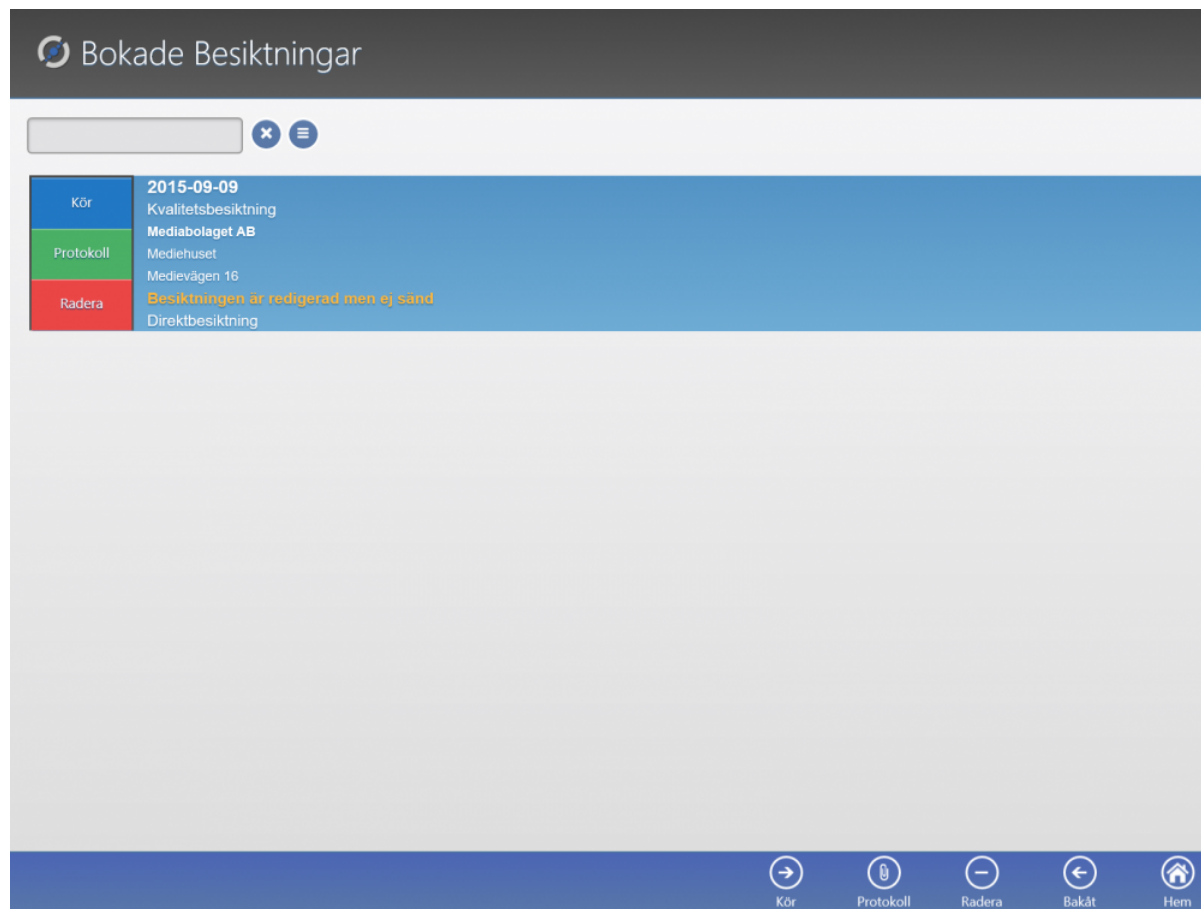 Bokade Besiktningar
Kör
Protokoll
Radera
2015-09-09
Kvalitetsbesiktning
Mediabolaget AB
Mediehuset
Medievägen 16
Besiktningen är redigerad men ej sänd
Direktbesiktning
Kör
Protokoll
Radera
Bakåt
Hem